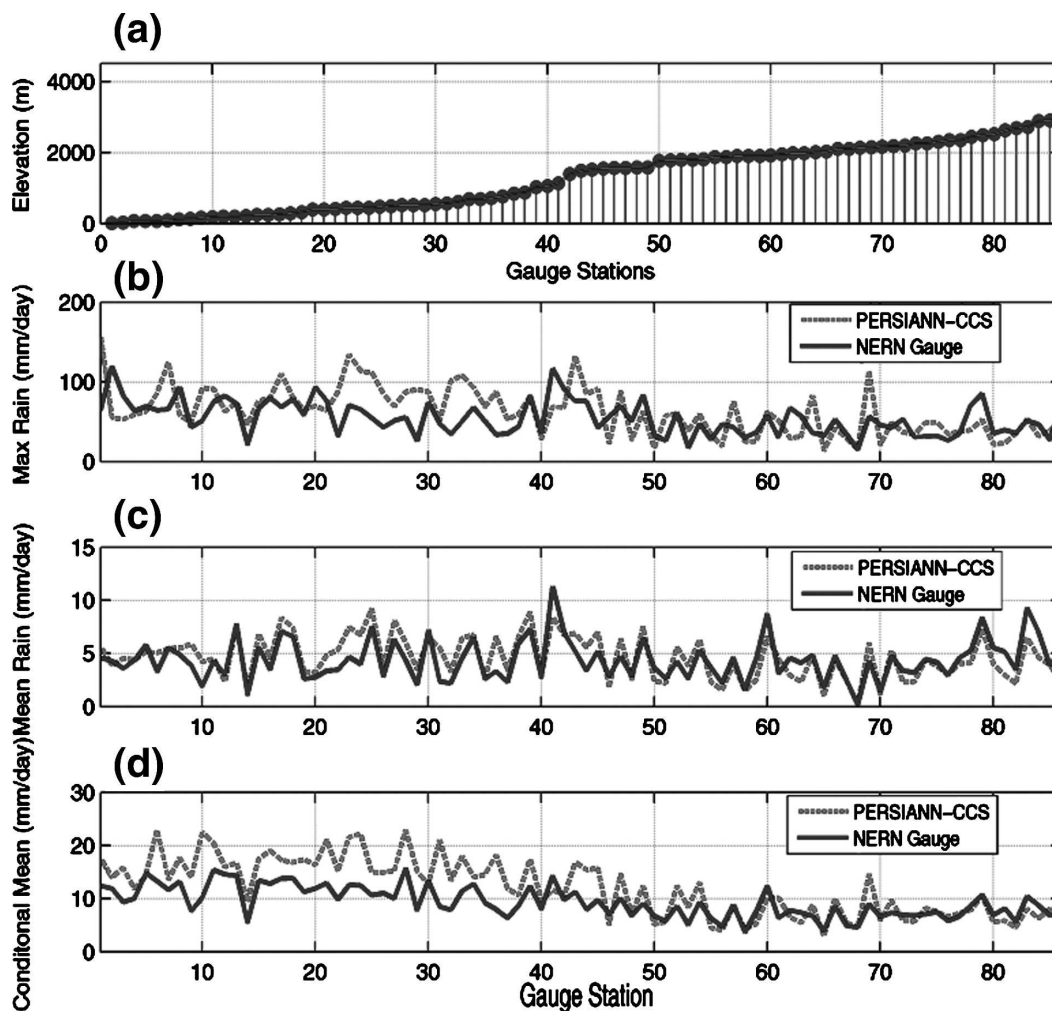 (a)
Elevation (m)
4000
2000
0
0 10 20 30 40 50 60 70 80
Gauge Stations
(b)
Max Rain (mm/day)
200
100
0
PERSIANN-CCS
NERN Gauge
10 20 30 40 50 60 70 80
(c)
Mean Rain (mm/day)
15
10
5
0
PERSIANN-CCS
NERN Gauge
10 20 30 40 50 60 70 80
(d)
Conditonal Mean (mm/day)
30
20
10
0
PERSIANN-CCS
NERN Gauge
10 20 30 40 50 60 70 80
Gauge Station